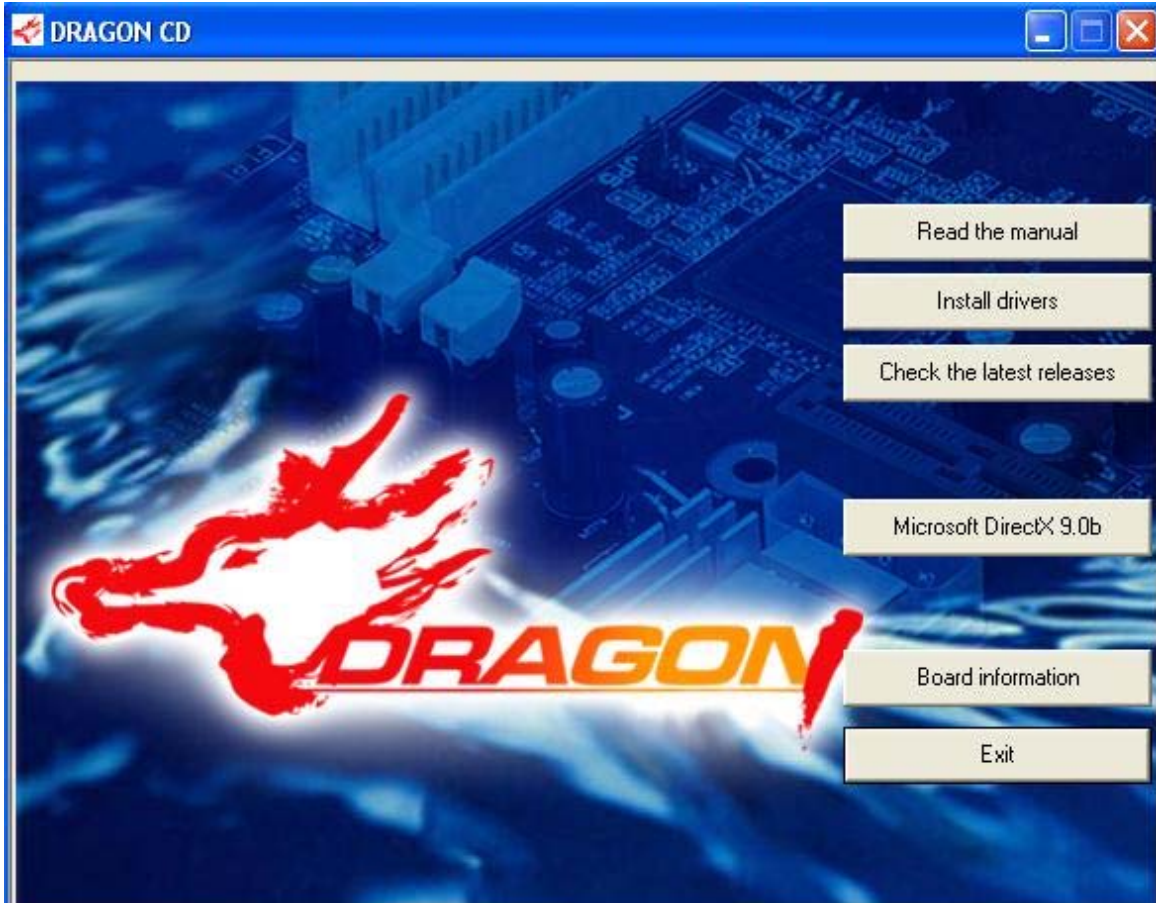 DRAGON CD
Read the manual
Install drivers
Check the latest releases
Microsoft DirectX 9.0b
DRAGON
Board information
Exit